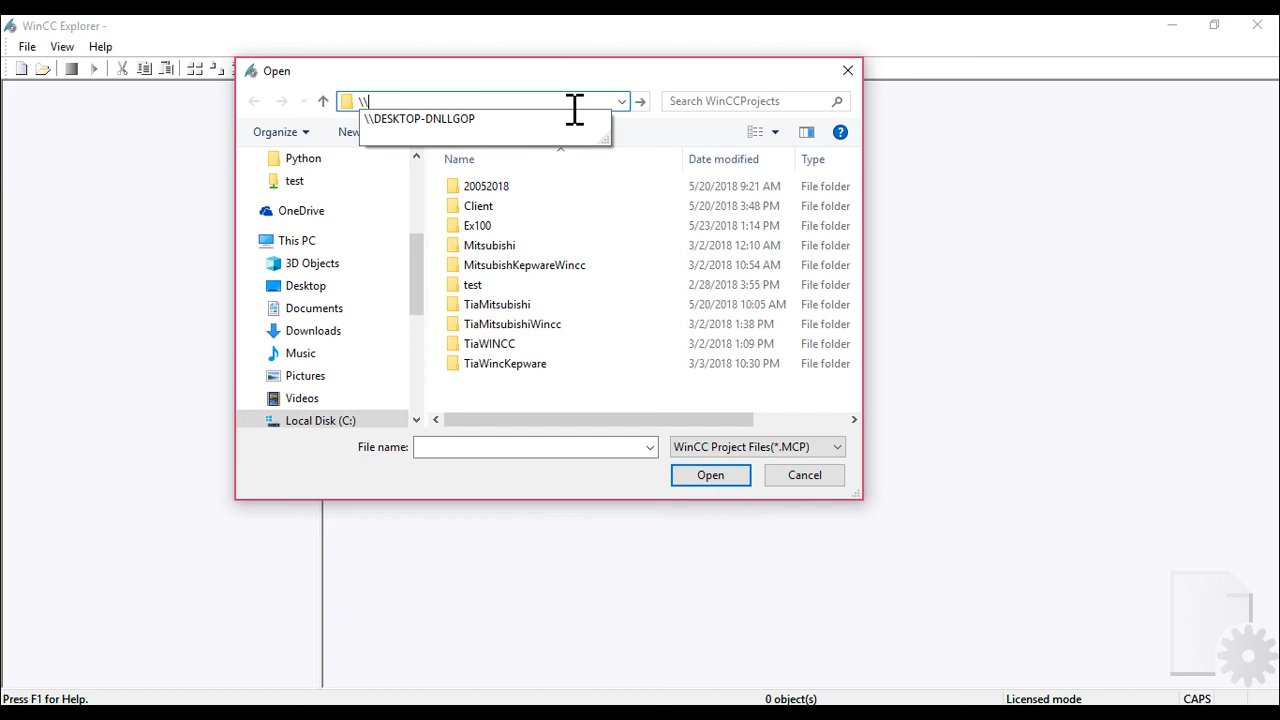 WinCC Explorer -
File View Help
Open
\\
Search WinCCProjects
\\DESKTOP-DNLLGOP
Organize New
Name Date modified Type
Python
test
OneDrive
This PC
3D Objects
Desktop
Documents
Downloads
Music
Pictures
Videos
Local Disk (C:)
20052018 5/20/2018 9:21 AM File folder
Client 5/20/2018 3:48 PM File folder
Ex100 5/23/2018 1:14 PM File folder
Mitsubishi 3/2/2018 12:10 AM File folder
MitsubishKepwareWincc 3/2/2018 10:54 AM File folder
test 2/28/2018 3:55 PM File folder
TiaMitsubishi 5/20/2018 10:05 AM File folder
TiaMitsubishiWincc 3/2/2018 1:38 PM File folder
TiaWINCC 3/2/2018 1:09 PM File folder
TiaWincKepware 3/3/2018 10:30 PM File folder
File name: WinCC Project Files(*.MCP)
Open Cancel
Press F1 for Help. 0 object(s) Licensed mode CAPS